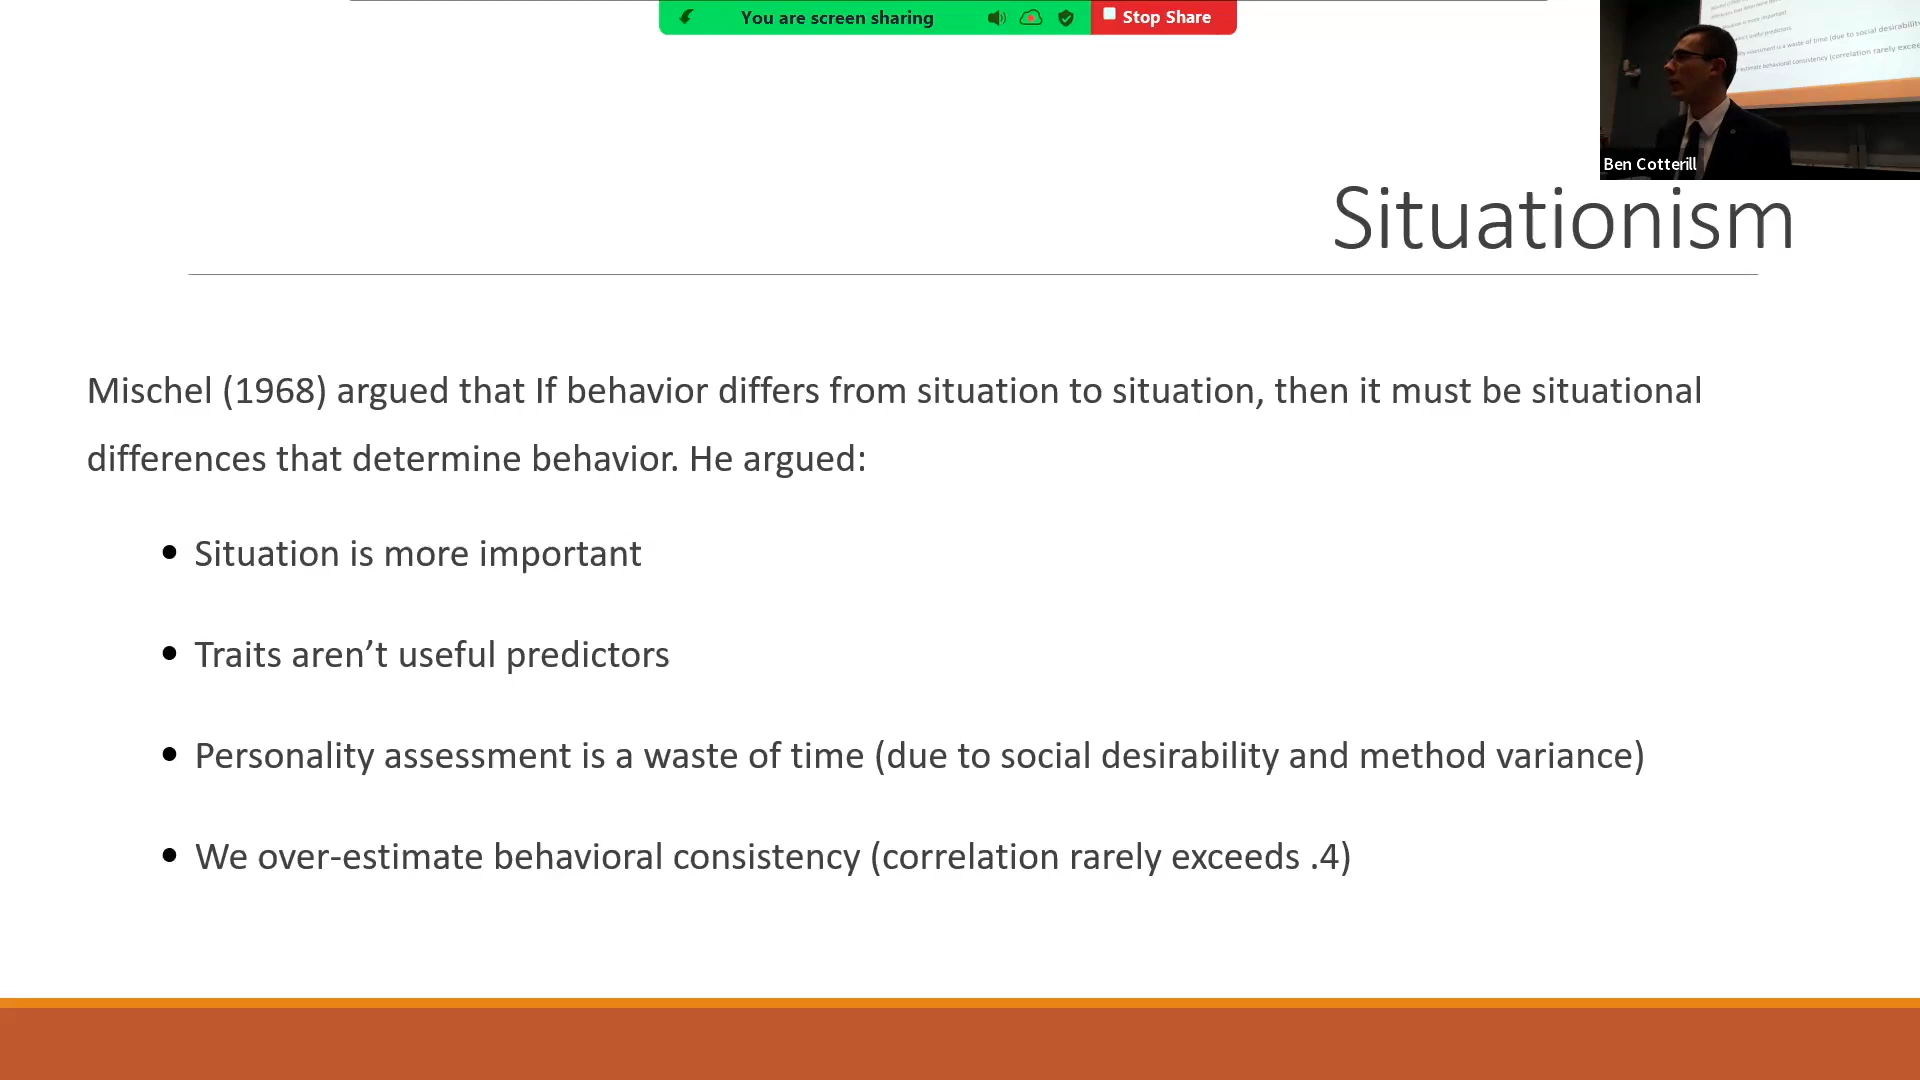 You are screen sharing
Stop Share
Ben Cotterill
Situationism
Mischel (1968) argued that If behavior differs from situation to situation, then it must be situational
differences that determine behavior. He argued:
• Situation is more important
• Traits aren’t useful predictors
• Personality assessment is a waste of time (due to social desirability and method variance)
• We over-estimate behavioral consistency (correlation rarely exceeds .4)